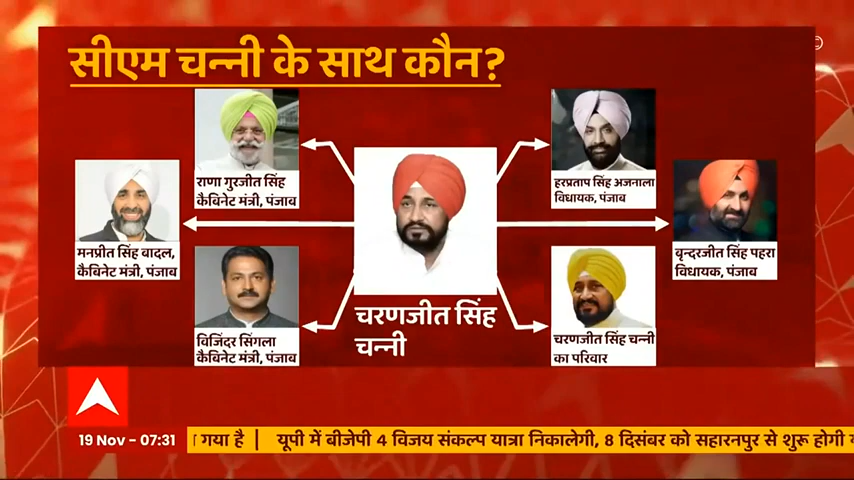 सीएम चन्नी के साथ कौन?
राणा गुरजीत सिंह
कैबिनेट मंत्री, पंजाब
हरप्रताप सिंह अजनाला
विधायक, पंजाब
मनप्रीत सिंह बादल,
कैबिनेट मंत्री, पंजाब
बृन्दरजीत सिंह पहरा
विधायक, पंजाब
विजिंदर सिंगला
कैबिनेट मंत्री, पंजाब
चरणजीत सिंह
चन्नी
चरणजीत सिंह चन्नी
का परिवार
19 Nov - 07:31
गया है | यूपी में बीजेपी 4 विजय संकल्प यात्रा निकालेगी, 8 दिसंबर को सहारनपुर से शुरू होगी